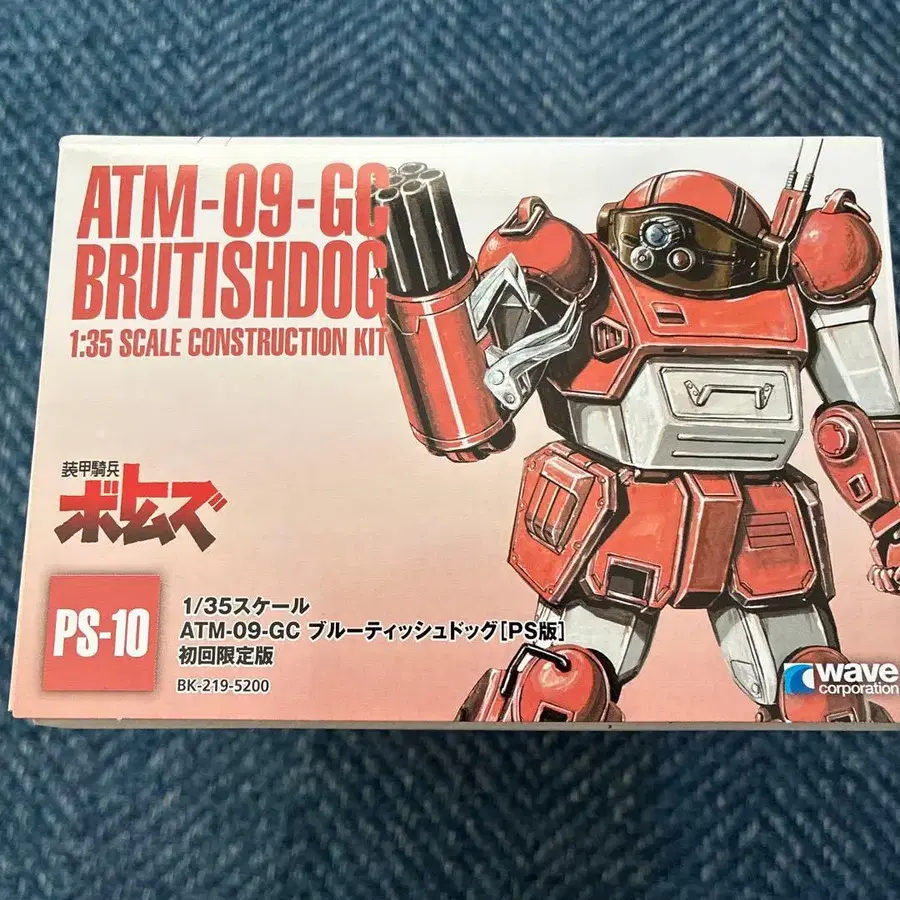 ATM-09-GC
BRUTISHDOG
1:35 SCALE CONSTRUCTION KIT
装甲騎兵
ボトムズ
PS-10
1/35スケール
ATM-09-GC ブルーティッシュドッグ[PS版]
初回限定版
BK-219-5200
wave
corporation